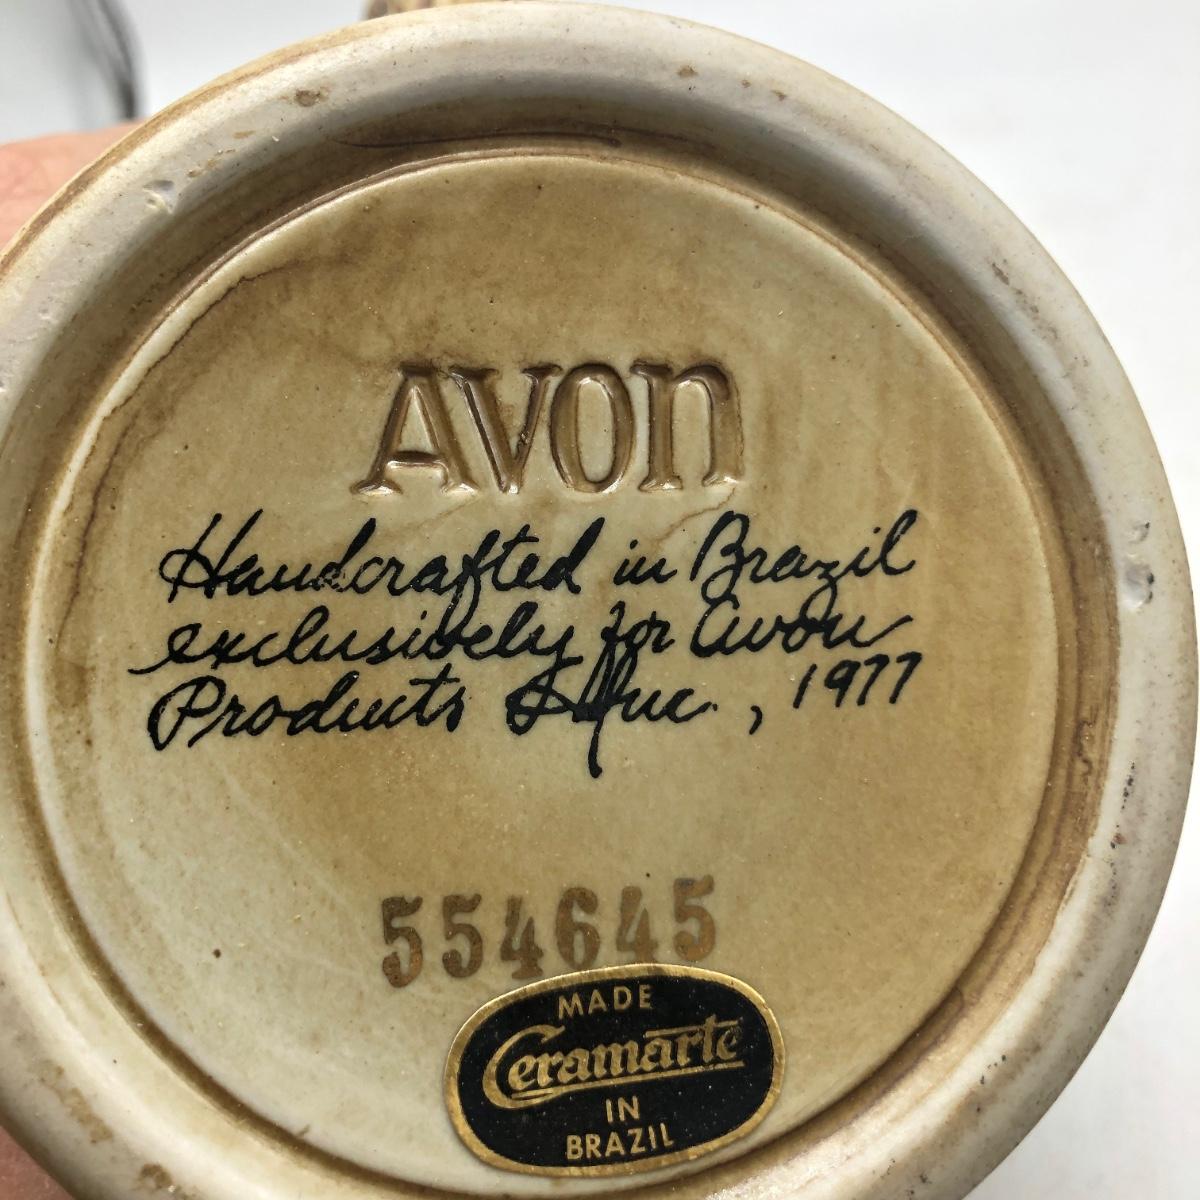 AVON
Handcrafted in Brazil
exclusively for Avon
Products Inc., 1977
554645
MADE
Ceramarte
IN
BRAZIL